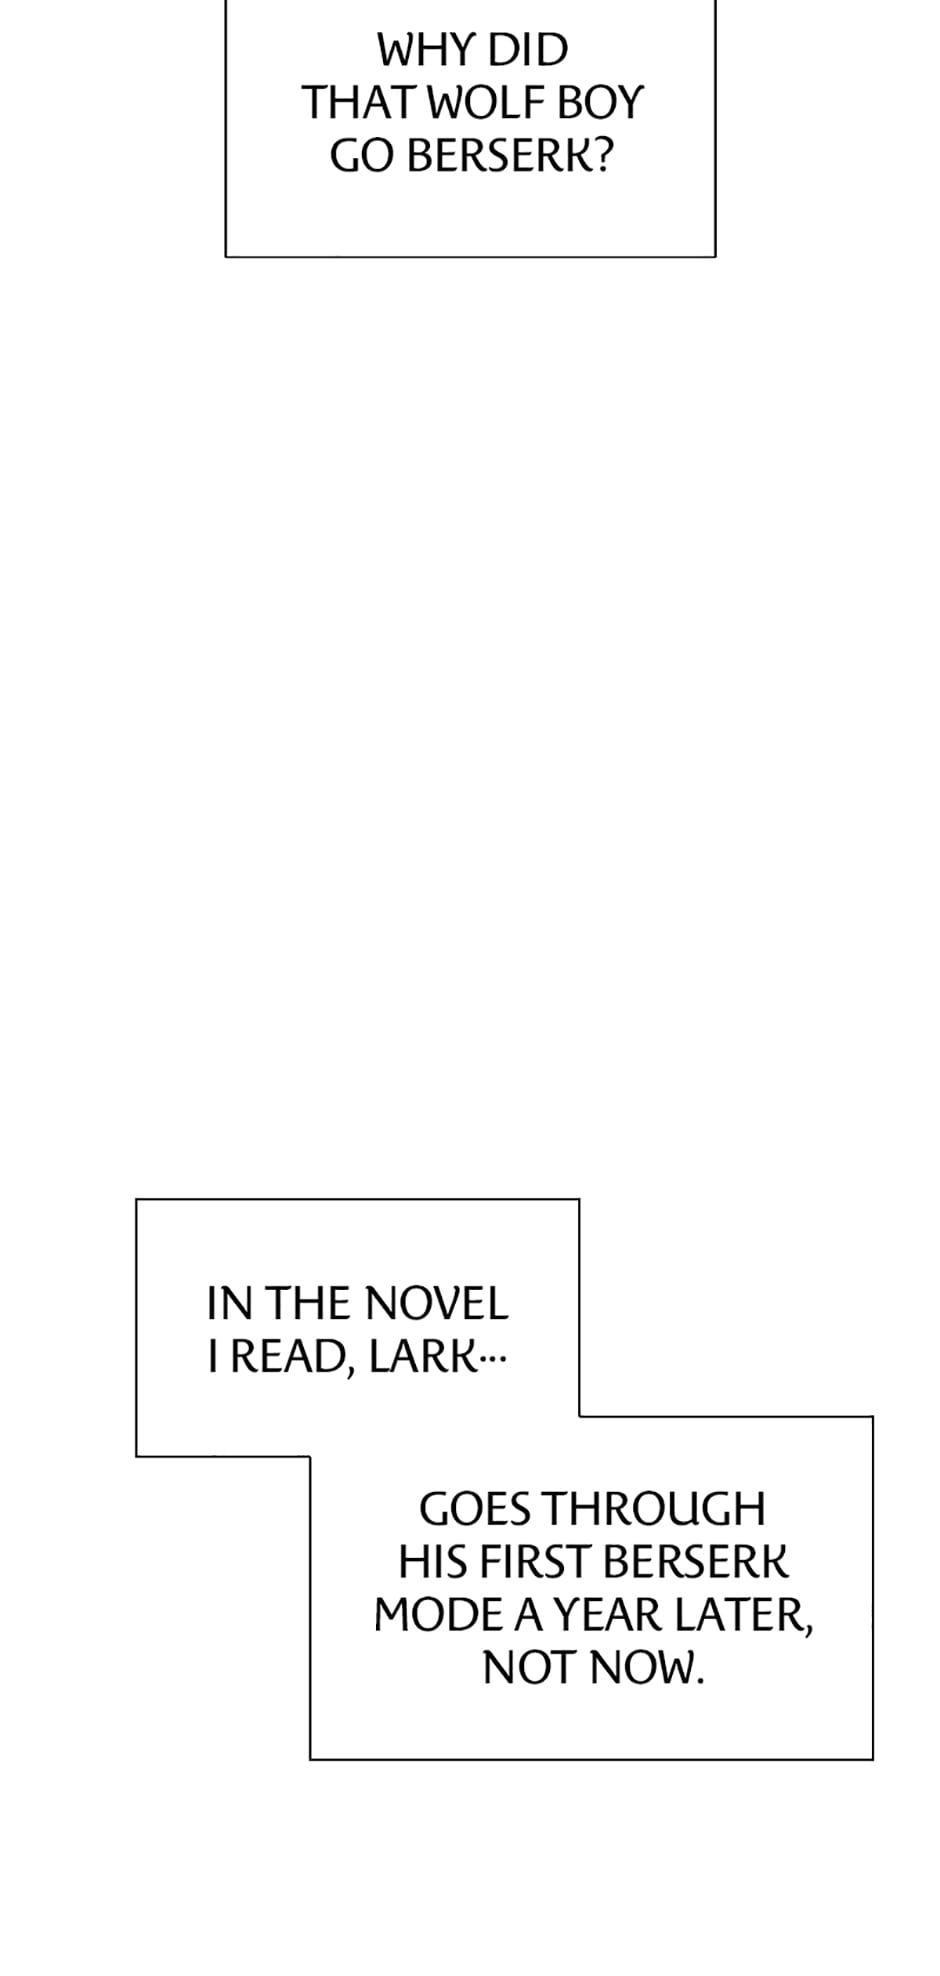 WHY DID
THAT WOLF BOY
GO BERSERK?
IN THE NOVEL
I READ, LARK...
GOES THROUGH
HIS FIRST BERSERK
MODE A YEAR LATER,
NOT NOW.